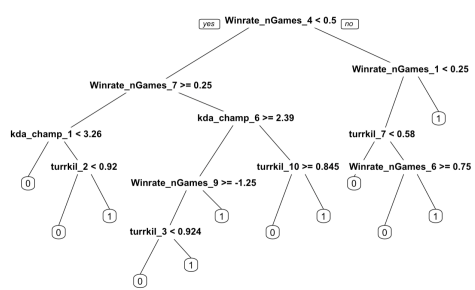 yes Winrate_nGames_4 < 0.5 no
Winrate_nGames_1 < 0.25
Winrate_nGames_7 >= 0.25
kda_champ_6 >= 2.39
1
kda_champ_1 < 3.26
turrkil_7 < 0.58
turrkil_2 < 0.92
turrkil_10 >= 0.845
Winrate_nGames_6 >= 0.75
0
Winrate_nGames_9 >= -1.25
0
0
1
1
0
1
0
1
turrkil_3 < 0.924
1
0